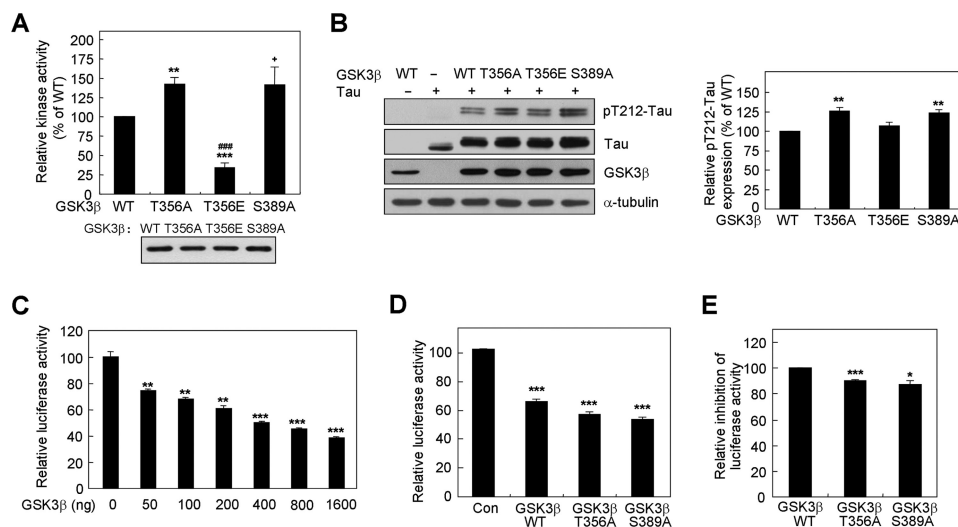 A
Relative kinase activity
(% of WT)
175
150
125
100
75
50
25
0
**
###
***
+
GSK3β WT T356A T356E S389A
GSK3β: WT T356A T356E S389A
B
GSK3β WT – WT T356A T356E S389A
Tau – + + + + +
pT212-Tau
Tau
GSK3β
α-tubulin
Relative pT212-Tau
expression (% of WT)
175
150
125
100
75
50
25
0
**
**
GSK3β WT T356A T356E S389A
C
Relative luciferase activity
120
100
80
60
40
20
0
**
**
**
***
***
***
GSK3β (ng) 0 50 100 200 400 800 1600
D
Relative luciferase activity
100
80
60
40
20
0
***
***
***
Con GSK3β GSK3β GSK3β
WT T356A S389A
E
Relative inhibition of
luciferase activity
120
100
80
60
40
20
0
***
*
GSK3β GSK3β GSK3β
WT T356A S389A